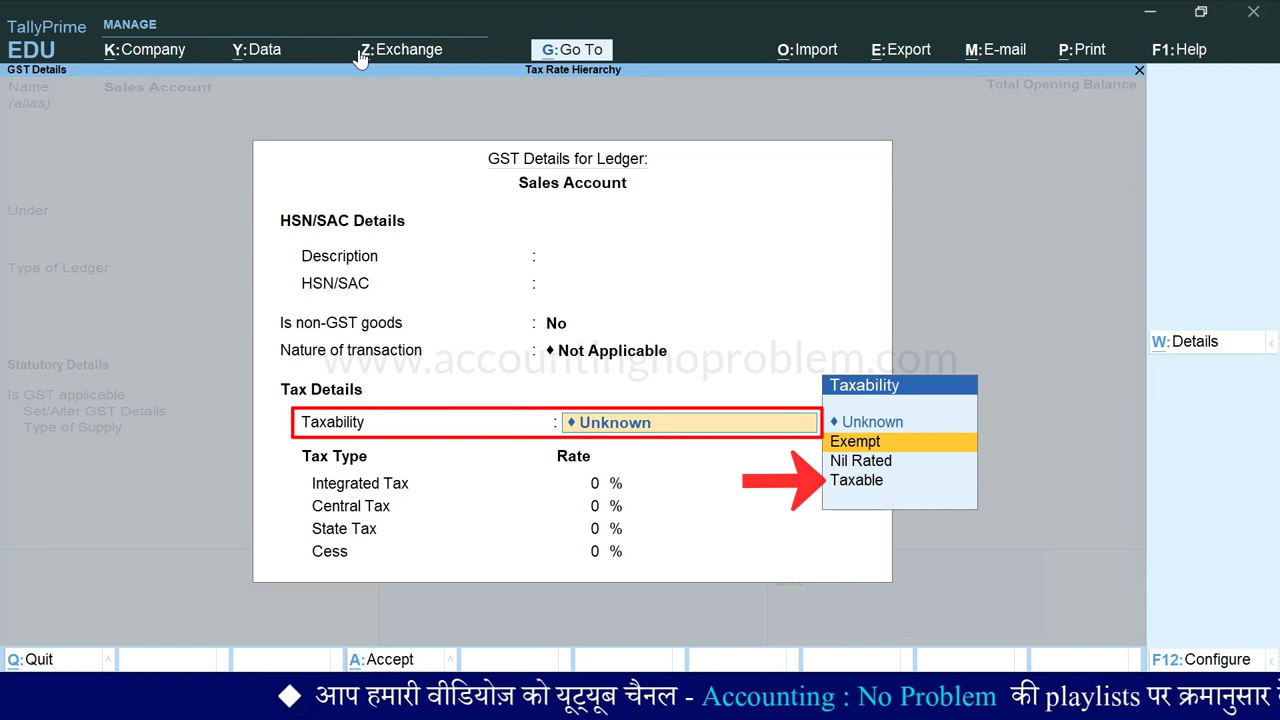 TallyPrime
MANAGE
EDU
K:Company
Y:Data
Z:Exchange
G:Go To
O:Import
E:Export
M:E-mail
P:Print
F1:Help
GST Details
Tax Rate Hierarchy
Name : Sales Account
Total Opening Balance
(alias) :
Under
Type of Ledger
Statutory Details
Is GST applicable
Set/Alter GST Details
Type of Supply
GST Details for Ledger:
Sales Account
HSN/SAC Details
Description :
HSN/SAC :
Is non-GST goods : No
Nature of transaction : ♦ Not Applicable
www.accountingnoproblem.com
Tax Details
Taxability : ♦ Unknown
Tax Type Rate
Integrated Tax 0 %
Central Tax 0 %
State Tax 0 %
Cess 0 %
Taxability
♦ Unknown
Exempt
Nil Rated
Taxable
W:Details
Q:Quit
A:Accept
F12:Configure
◆ आप हमारी वीडियोज़ को यूट्यूब चैनल - Accounting : No Problem की playlists पर क्रमानुसार